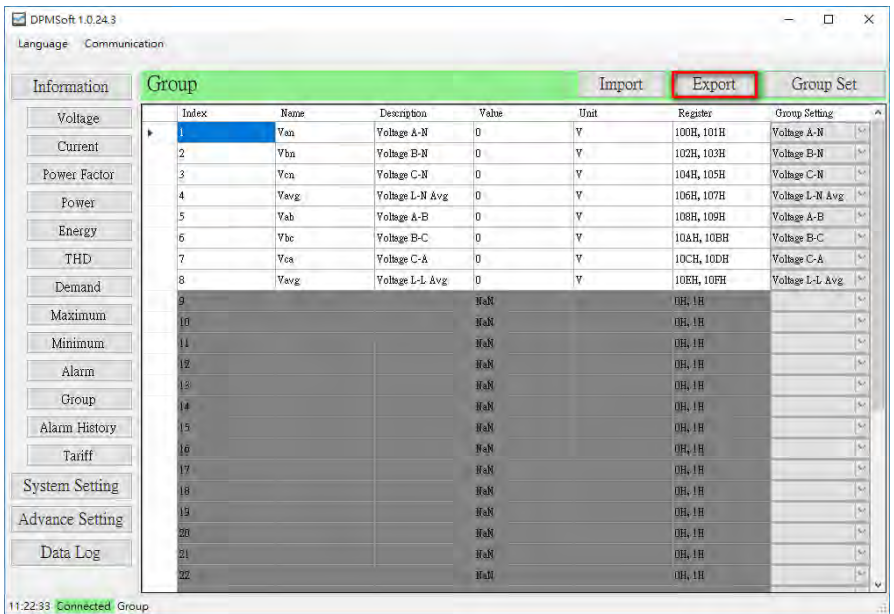 DPMSoft 1.0.24.3
Language Communication
Information
Voltage
Current
Power Factor
Power
Energy
THD
Demand
Maximum
Minimum
Alarm
Group
Alarm History
Tariff
System Setting
Advance Setting
Data Log
Group Import Export Group Set
Index Name Description Value Unit Register Group Setting
1 Van Voltage A-N 0 V 100H, 101H Voltage A-N
2 Vbn Voltage B-N 0 V 102H, 103H Voltage B-N
3 Vcn Voltage C-N 0 V 104H, 105H Voltage C-N
4 Vavg Voltage L-N Avg 0 V 106H, 107H Voltage L-N Avg
5 Vab Voltage A-B 0 V 108H, 109H Voltage A-B
6 Vbc Voltage B-C 0 V 10AH, 10BH Voltage B-C
7 Vca Voltage C-A 0 V 10CH, 10DH Voltage C-A
8 Vavg Voltage L-L Avg 0 V 10EH, 10FH Voltage L-L Avg
9 NaN 0H, 1H
10 NaN 0H, 1H
11 NaN 0H, 1H
12 NaN 0H, 1H
13 NaN 0H, 1H
14 NaN 0H, 1H
15 NaN 0H, 1H
16 NaN 0H, 1H
17 NaN 0H, 1H
18 NaN 0H, 1H
19 NaN 0H, 1H
20 NaN 0H, 1H
21 NaN 0H, 1H
22 NaN 0H, 1H
11:22:33 Connected Group